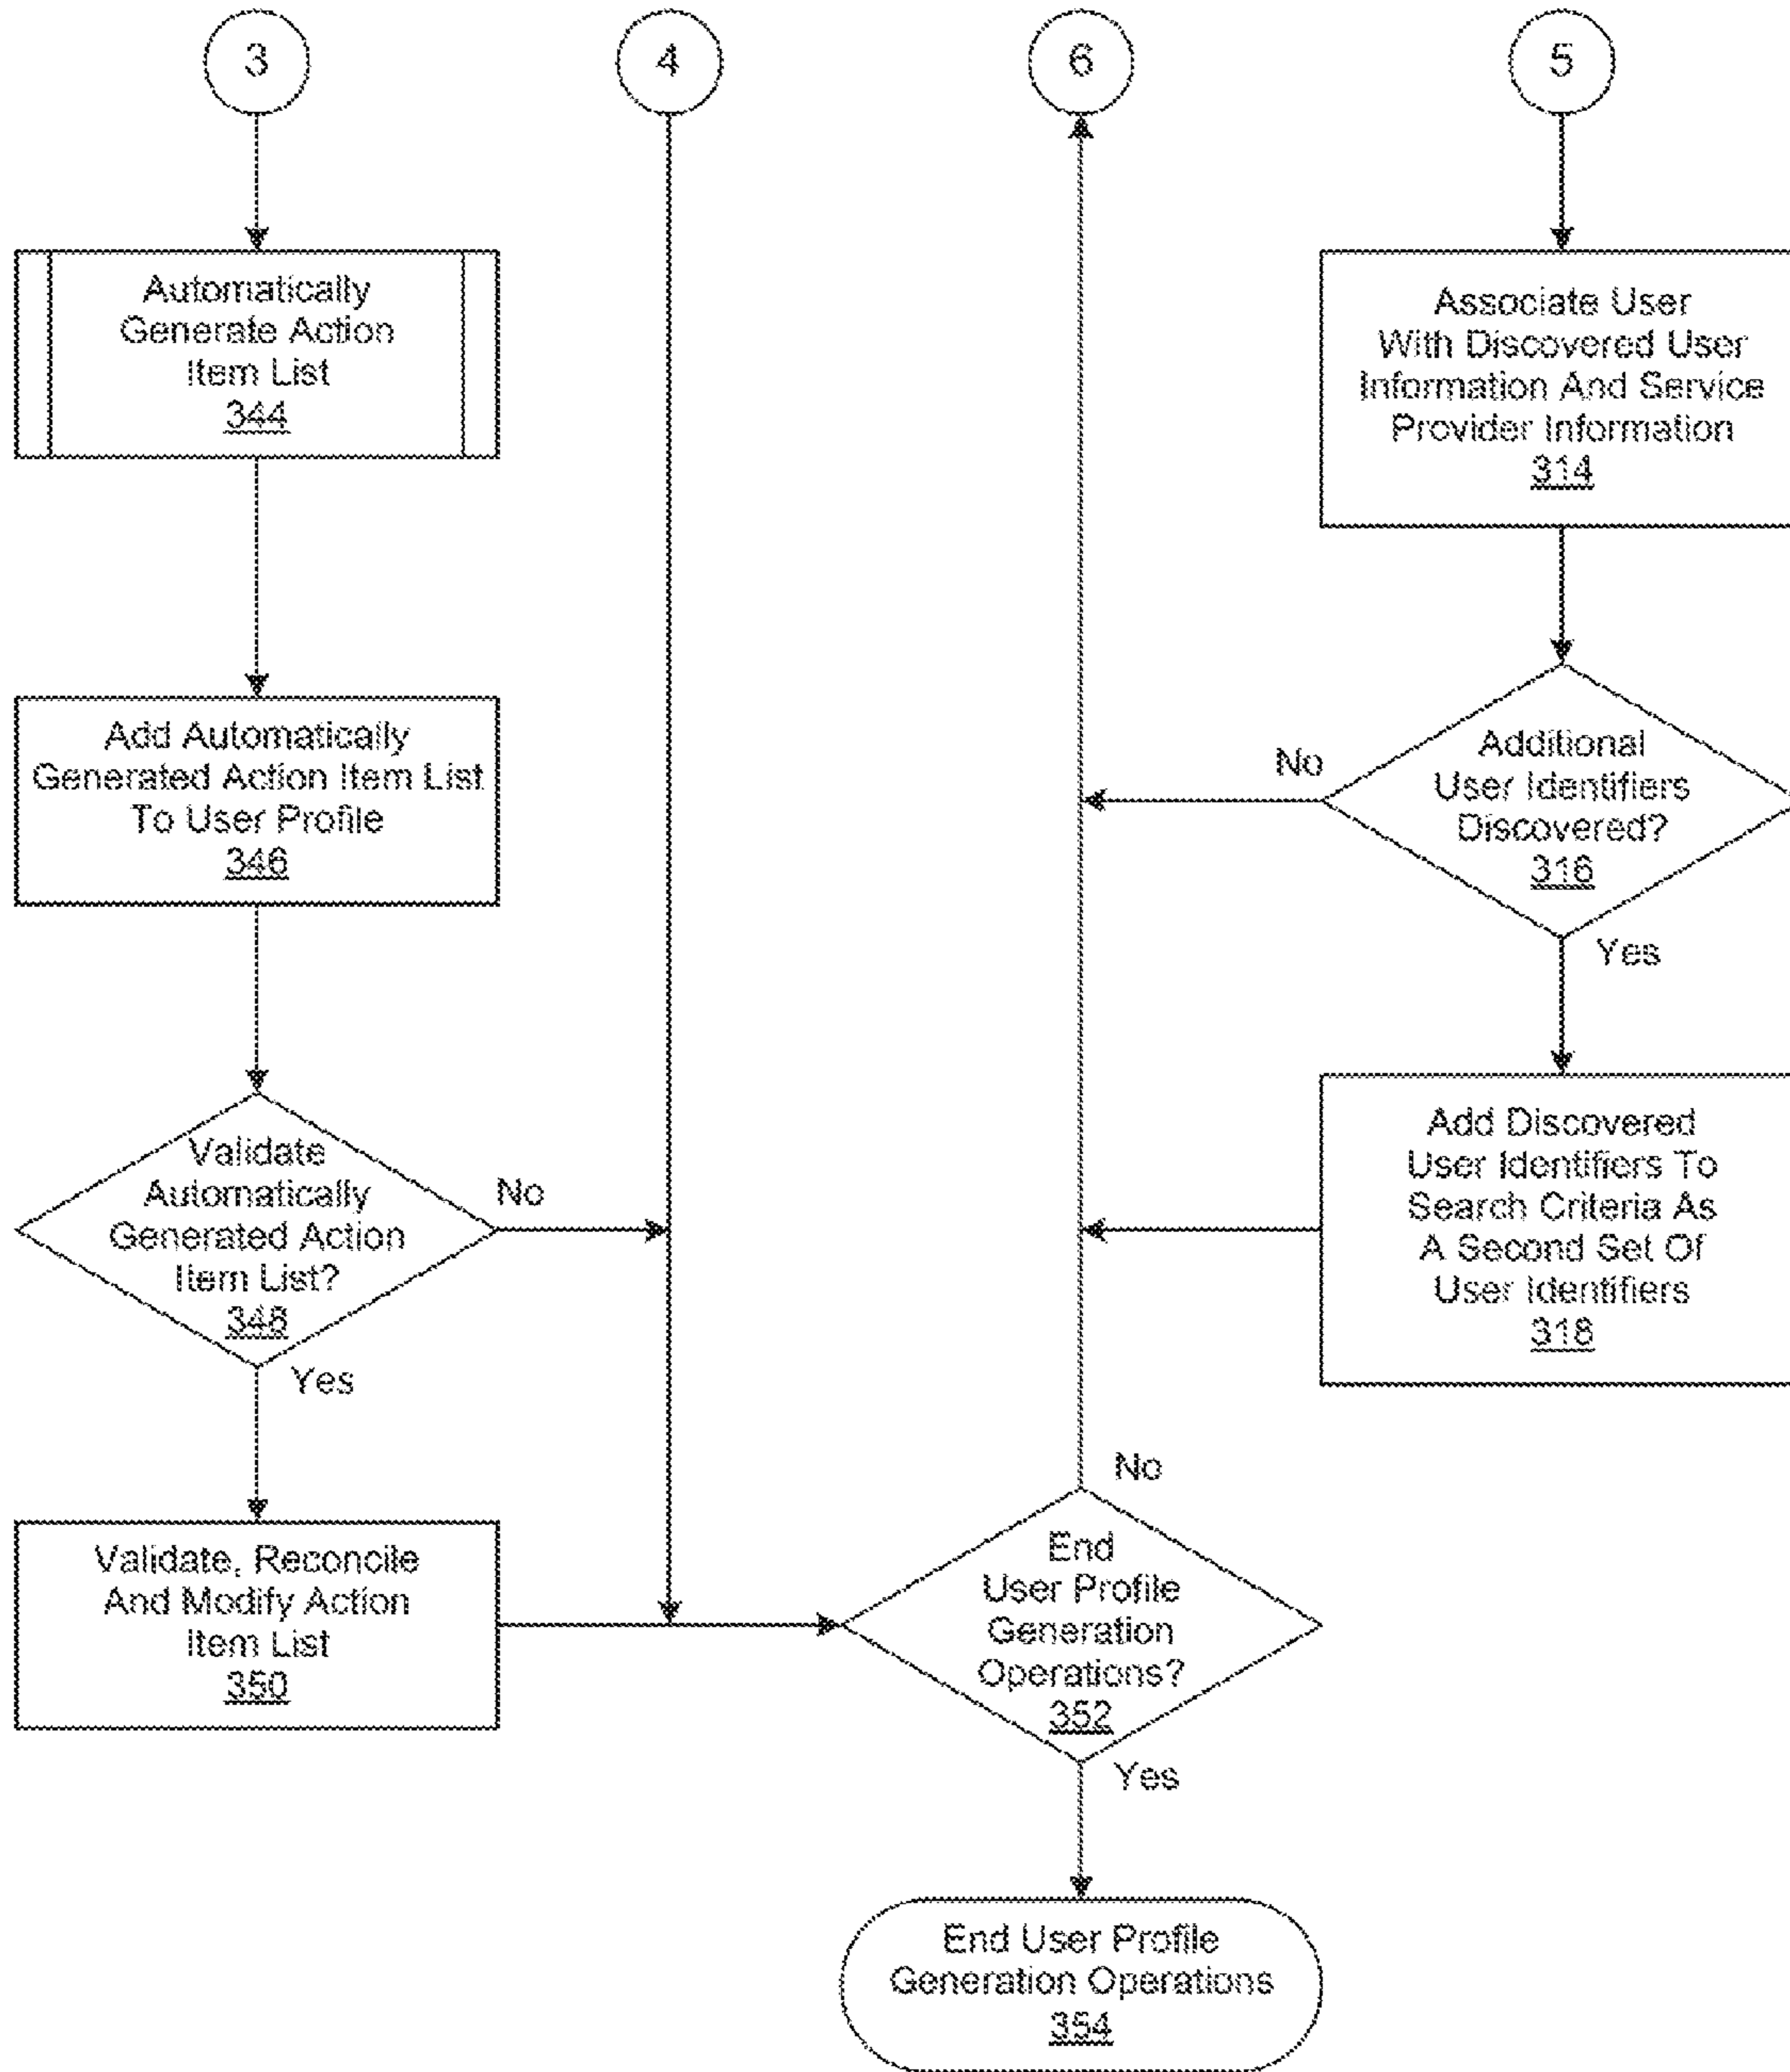 3
4
6
5
Automatically
Generate Action
Item List
344
Associate User
With Discovered User
Information And Service
Provider Information
314
Add Automatically
Generated Action Item List
To User Profile
346
No
Additional
User Identifiers
Discovered?
316
Yes
Validate
Automatically
Generated Action
Item List?
348
No
Yes
Add Discovered
User Identifiers To
Search Criteria As
A Second Set Of
User Identifiers
318
Validate, Reconcile
And Modify Action
Item List
350
No
End
User Profile
Generation
Operations?
352
Yes
End User Profile
Generation Operations
354